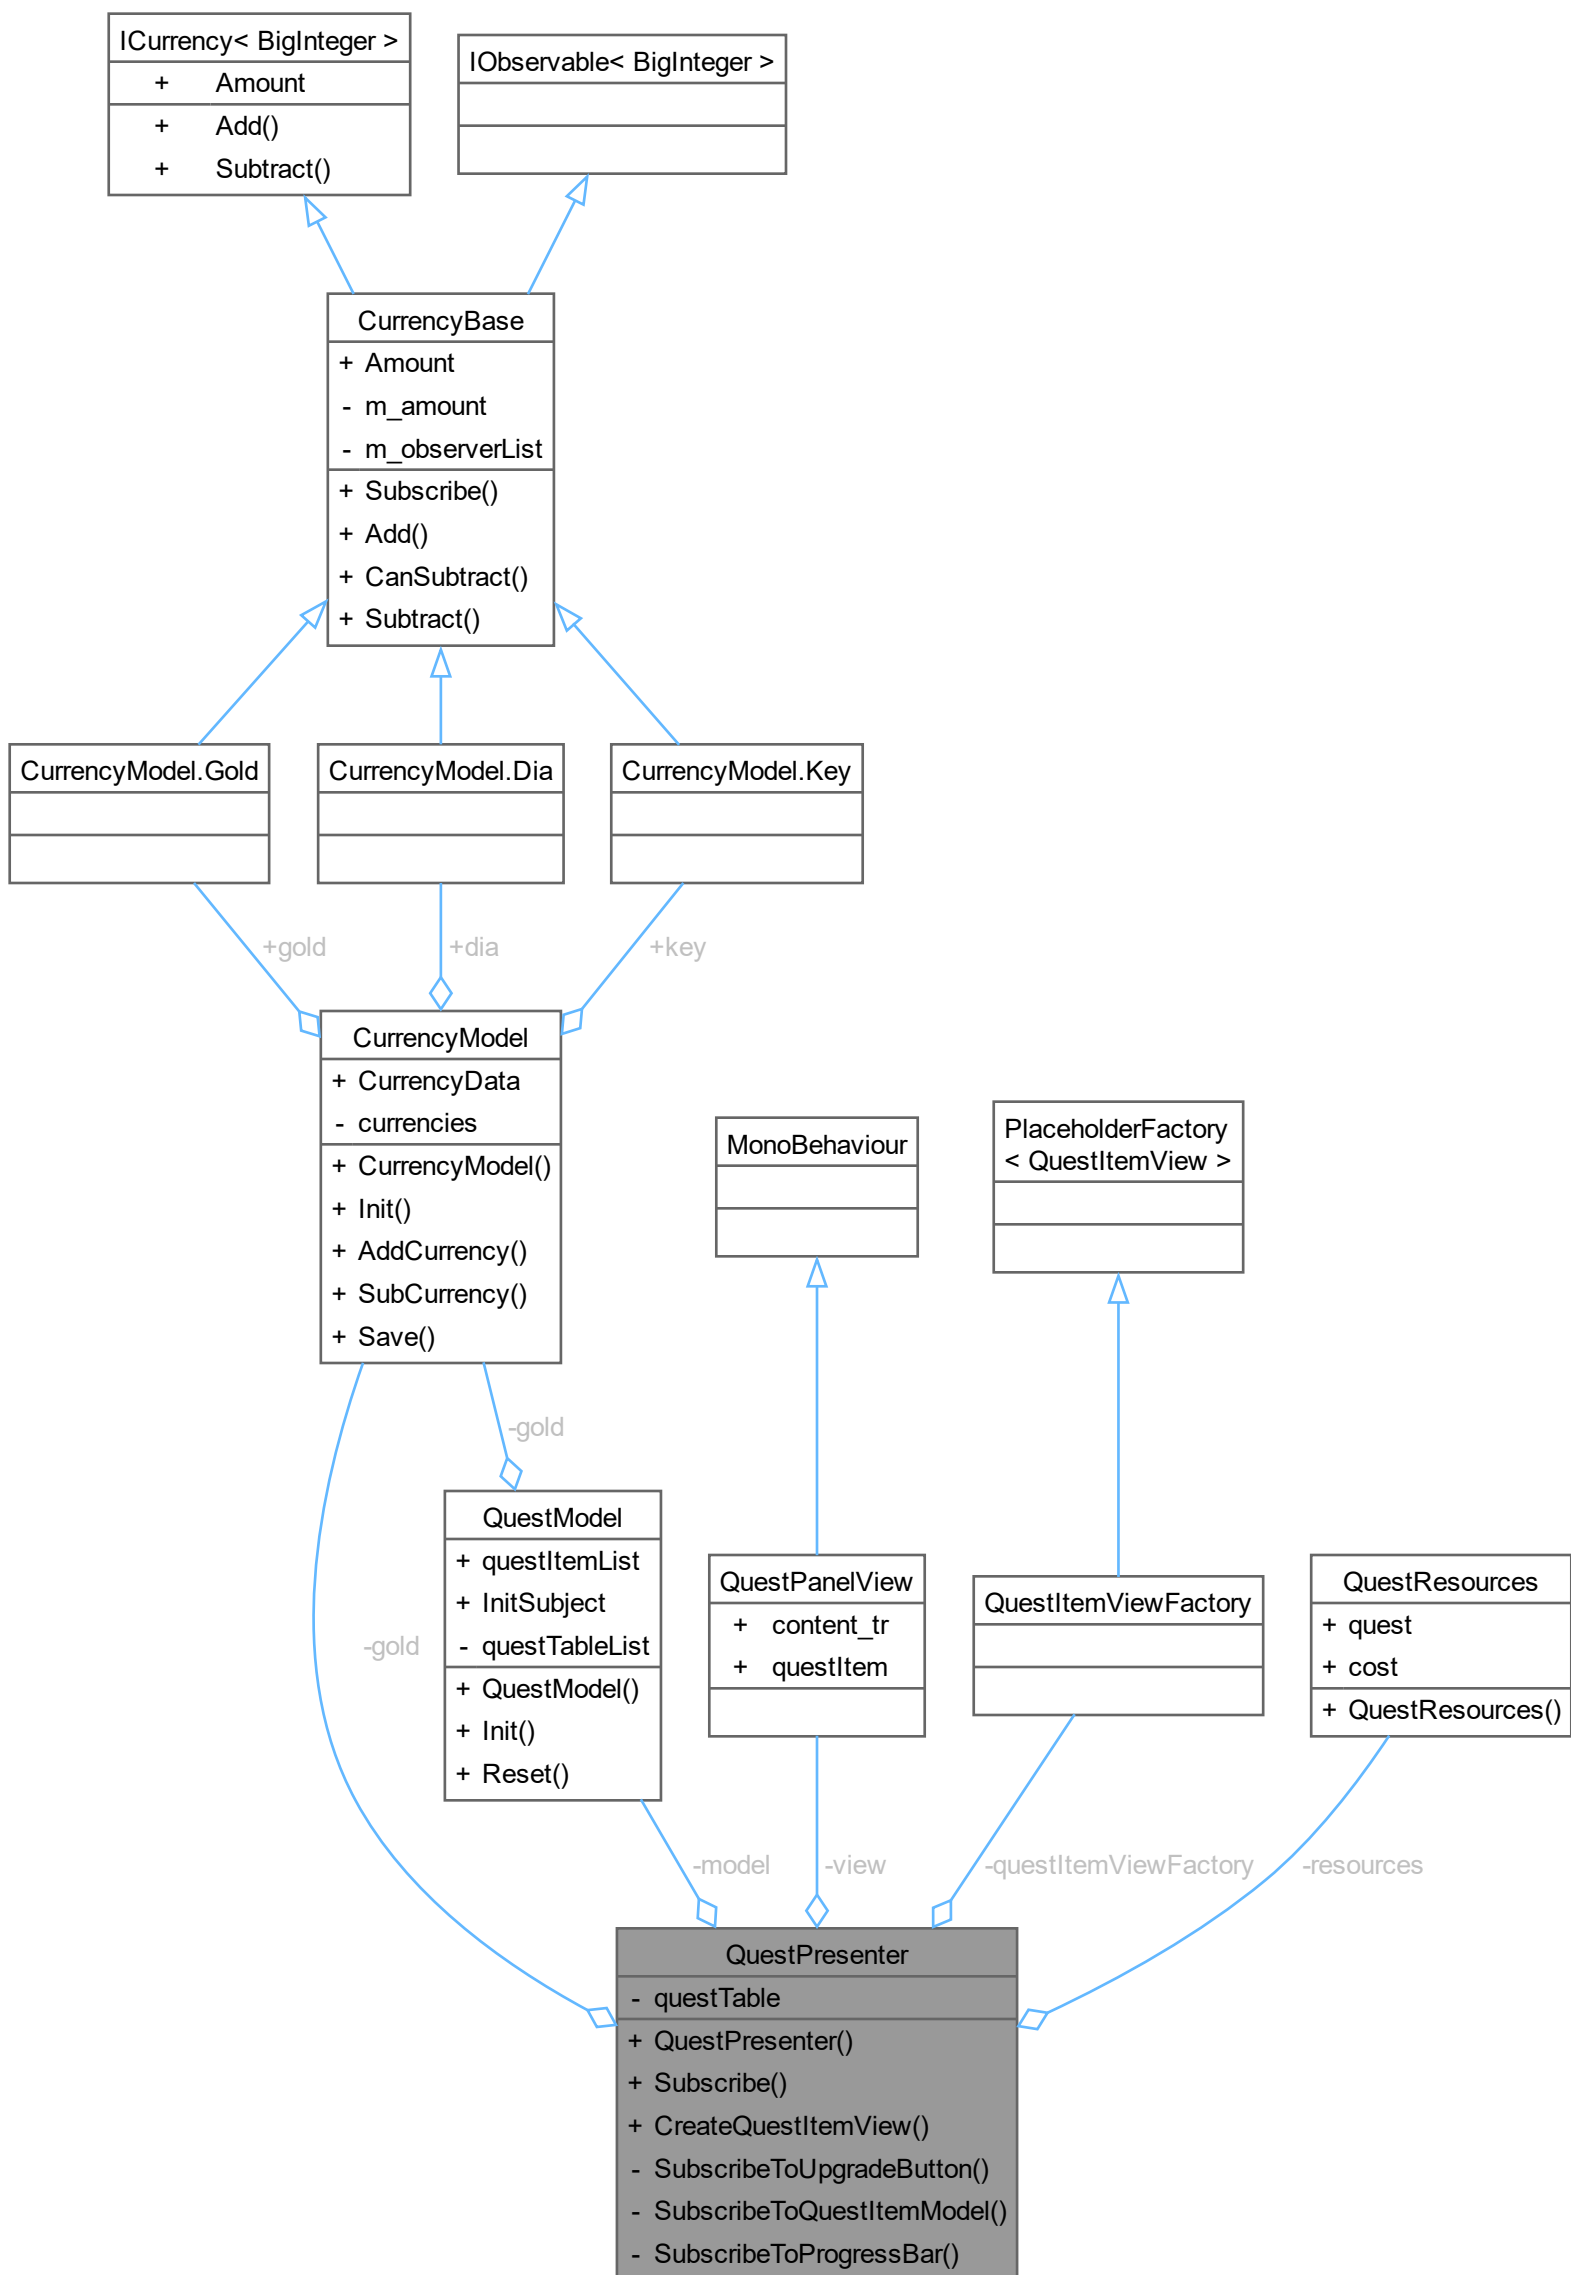 ICurrency< BigInteger >
+ Amount
+ Add()
+ Subtract()
IObservable< BigInteger >
CurrencyBase
+ Amount
- m_amount
- m_observerList
+ Subscribe()
+ Add()
+ CanSubtract()
+ Subtract()
CurrencyModel.Gold
CurrencyModel.Dia
CurrencyModel.Key
+gold
+dia
+key
CurrencyModel
+ CurrencyData
- currencies
+ CurrencyModel()
+ Init()
+ AddCurrency()
+ SubCurrency()
+ Save()
MonoBehaviour
PlaceholderFactory
< QuestItemView >
-gold
QuestModel
+ questItemList
+ InitSubject
- questTableList
+ QuestModel()
+ Init()
+ Reset()
QuestPanelView
+ content_tr
+ questItem
QuestItemViewFactory
QuestResources
+ quest
+ cost
+ QuestResources()
-gold
-model
-view
-questItemViewFactory
-resources
QuestPresenter
- questTable
+ QuestPresenter()
+ Subscribe()
+ CreateQuestItemView()
- SubscribeToUpgradeButton()
- SubscribeToQuestItemModel()
- SubscribeToProgressBar()